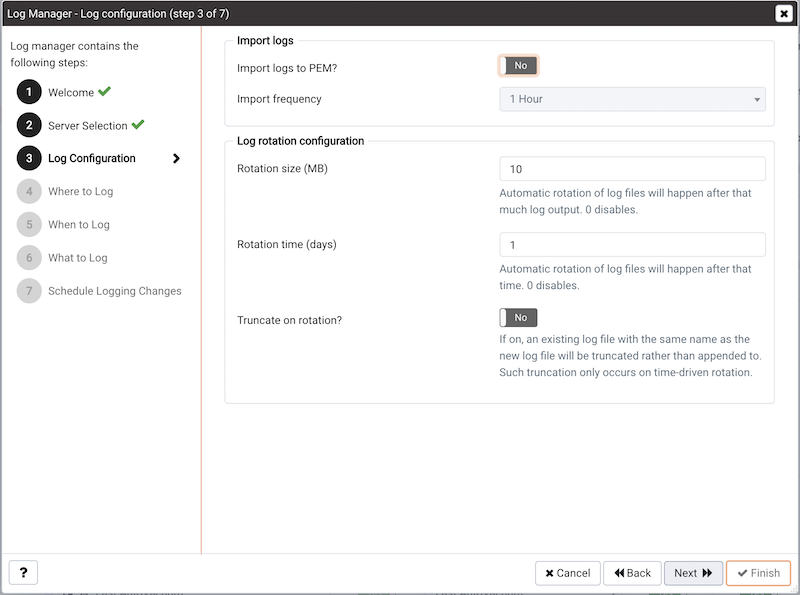 Log Manager - Log configuration (step 3 of 7)
Log manager contains the
following steps:
1 Welcome
2 Server Selection
3 Log Configuration
4 Where to Log
5 When to Log
6 What to Log
7 Schedule Logging Changes
Import logs
Import logs to PEM? No
Import frequency 1 Hour
Log rotation configuration
Rotation size (MB) 10
Automatic rotation of log files will happen after that
much log output. 0 disables.
Rotation time (days) 1
Automatic rotation of log files will happen after that
time. 0 disables.
Truncate on rotation? No
If on, an existing log file with the same name as the
new log file will be truncated rather than appended to.
Such truncation only occurs on time-driven rotation.
? Cancel Back Next Finish